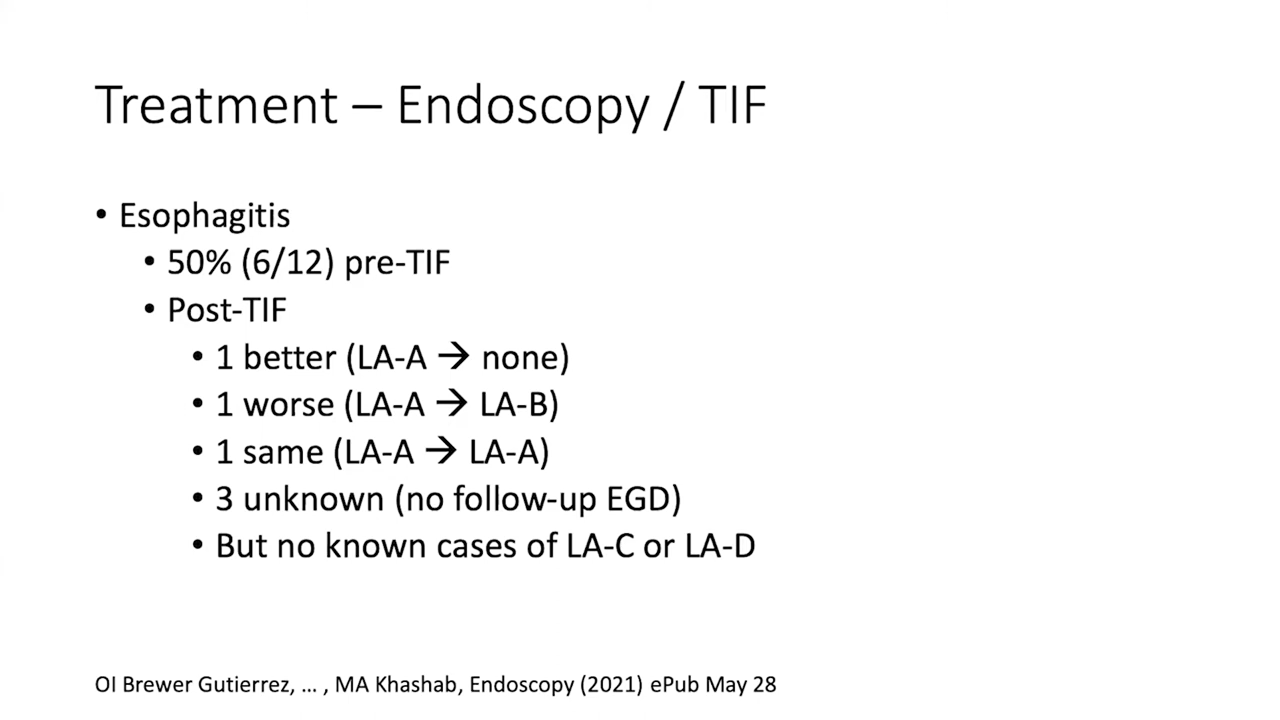 Treatment – Endoscopy / TIF
• Esophagitis
• 50% (6/12) pre-TIF
• Post-TIF
• 1 better (LA-A → none)
• 1 worse (LA-A → LA-B)
• 1 same (LA-A → LA-A)
• 3 unknown (no follow-up EGD)
• But no known cases of LA-C or LA-D
OI Brewer Gutierrez, ... , MA Khashab, Endoscopy (2021) ePub May 28